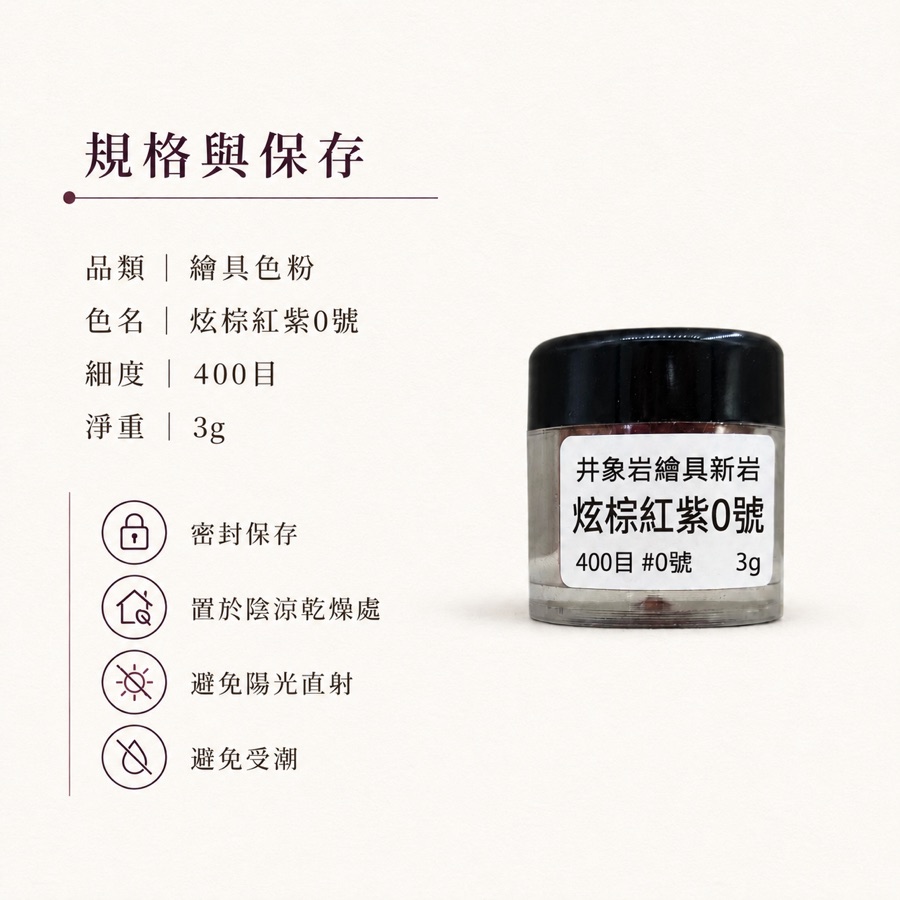 規格與保存
品類｜繪具色粉
色名｜炫棕紅紫0號
細度｜400目
淨重｜3g
密封保存
置於陰涼乾燥處
避免陽光直射
避免受潮
井象岩繪具新岩
炫棕紅紫0號
400目 #0號 3g